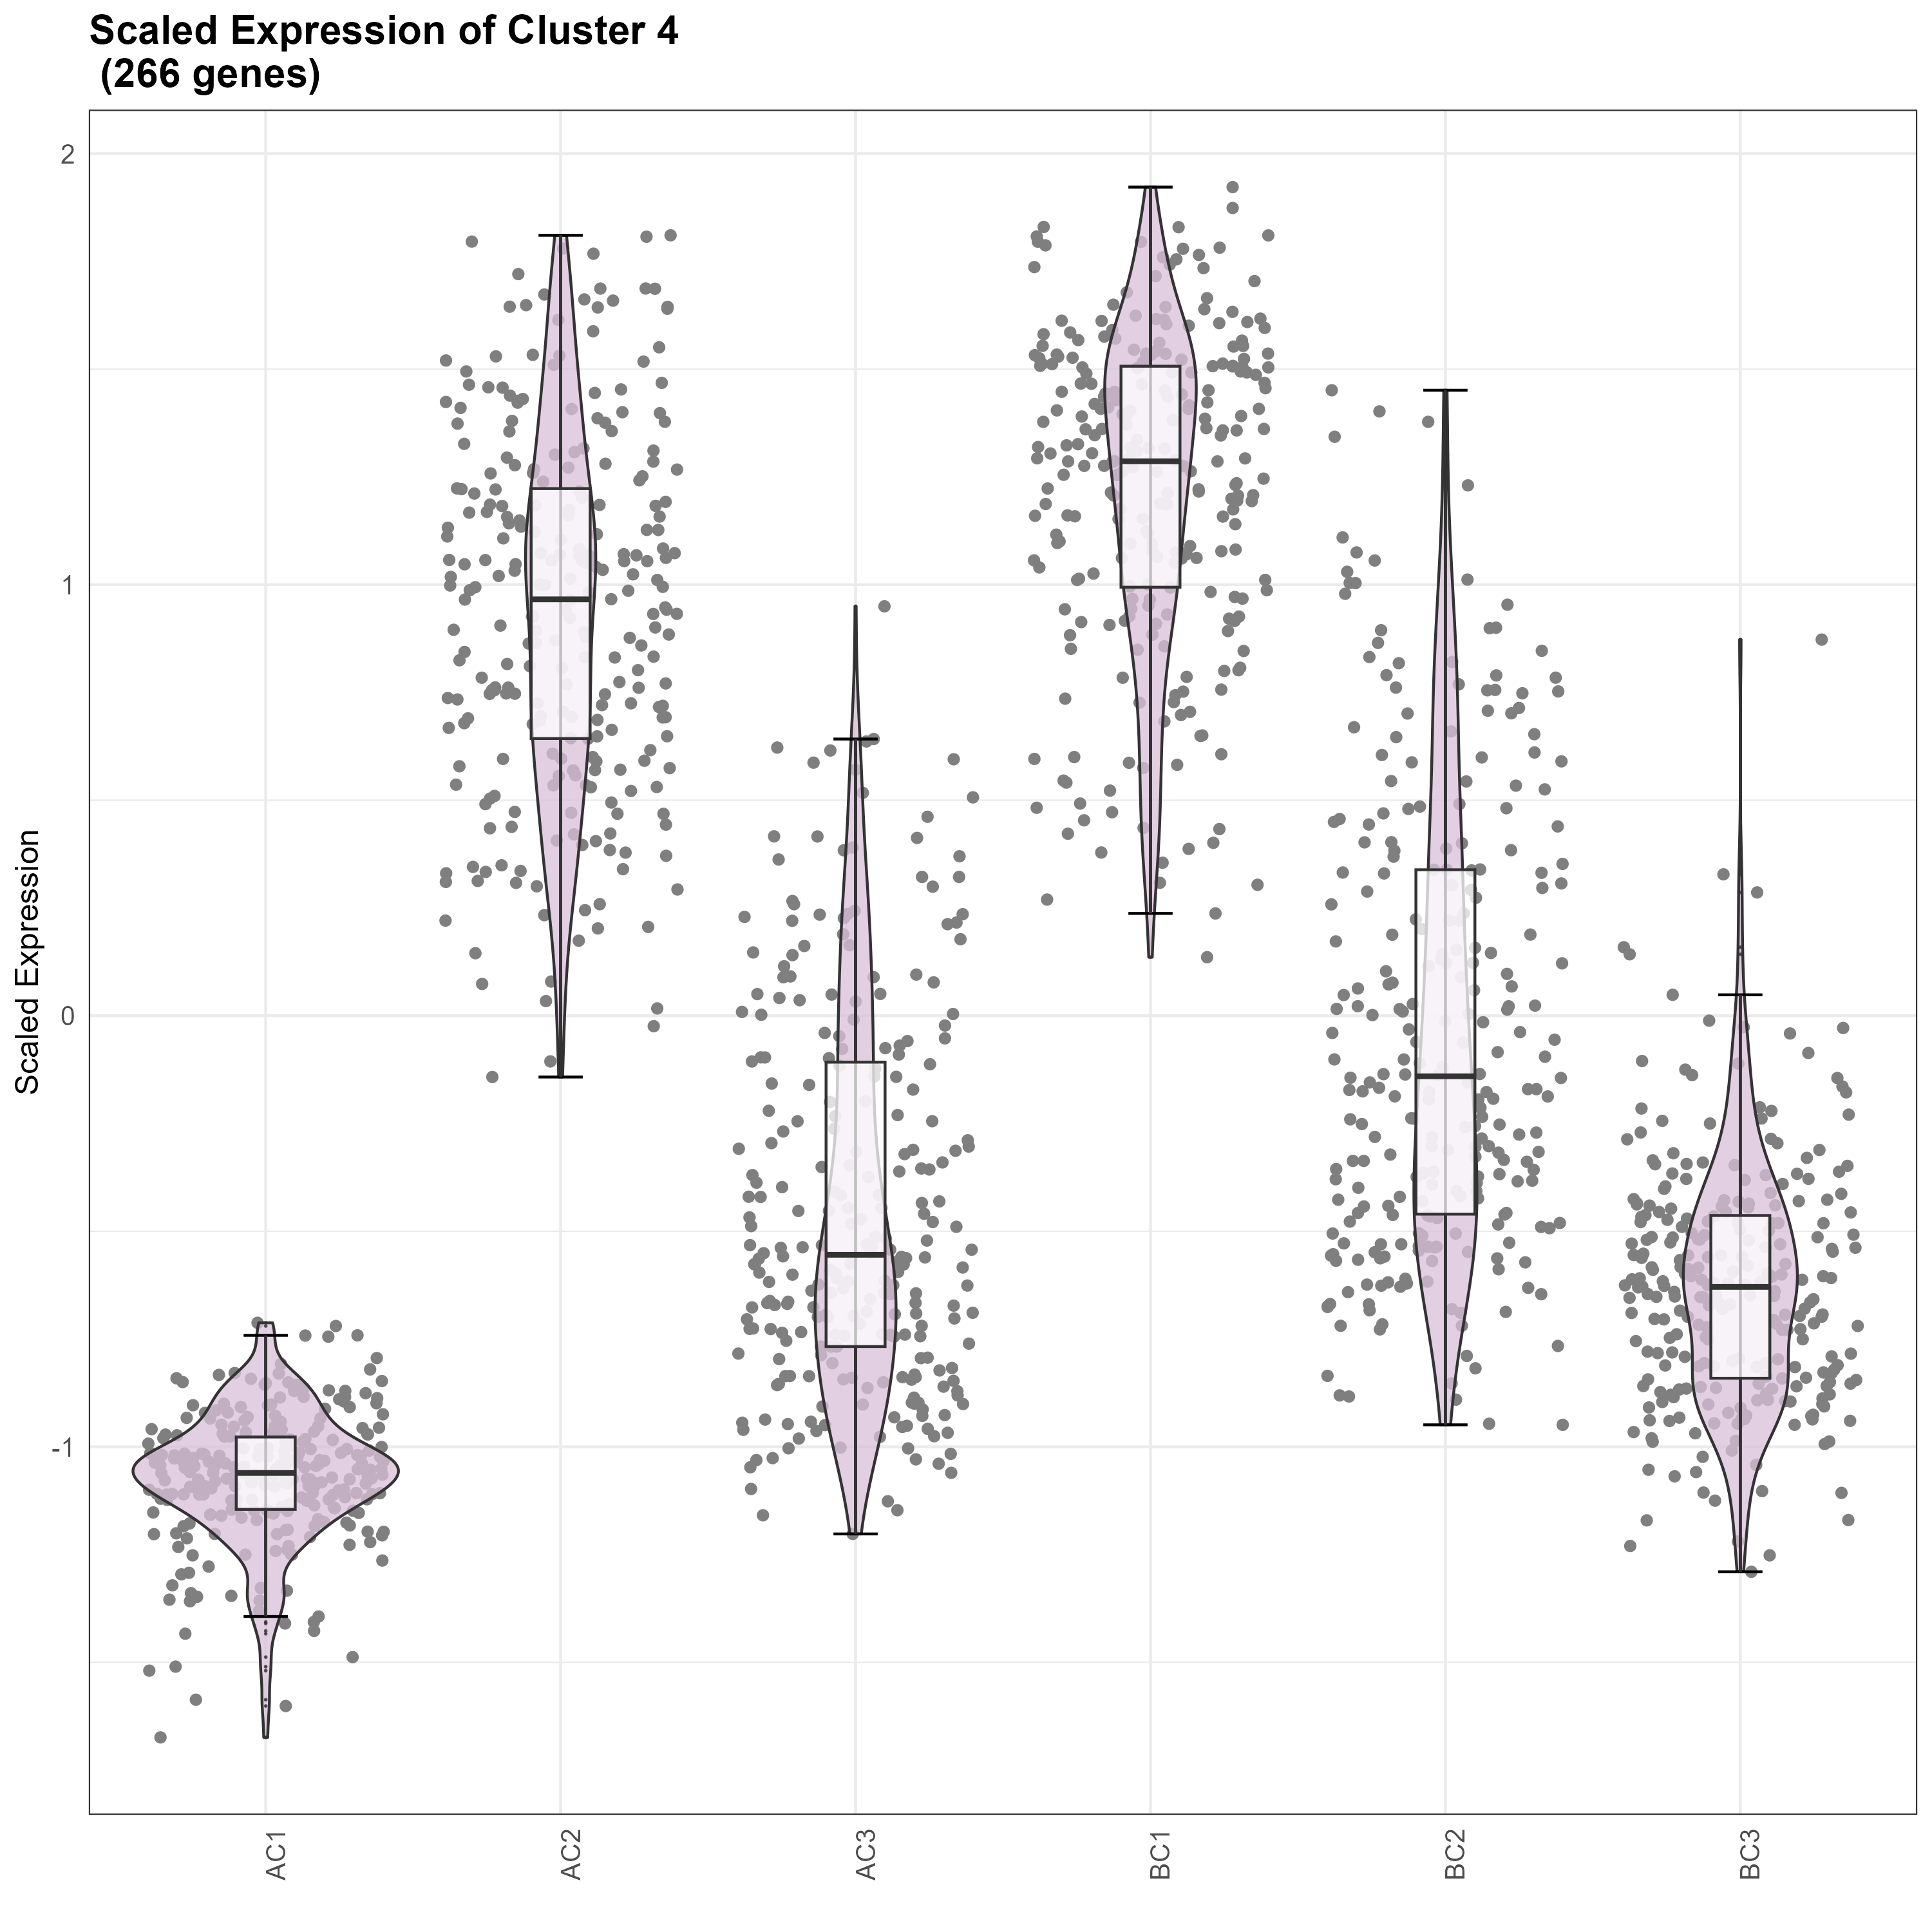 Scaled Expression of Cluster 4
(266 genes)
Scaled Expression
2
1
0
-1
AC1
AC2
AC3
BC1
BC2
BC3